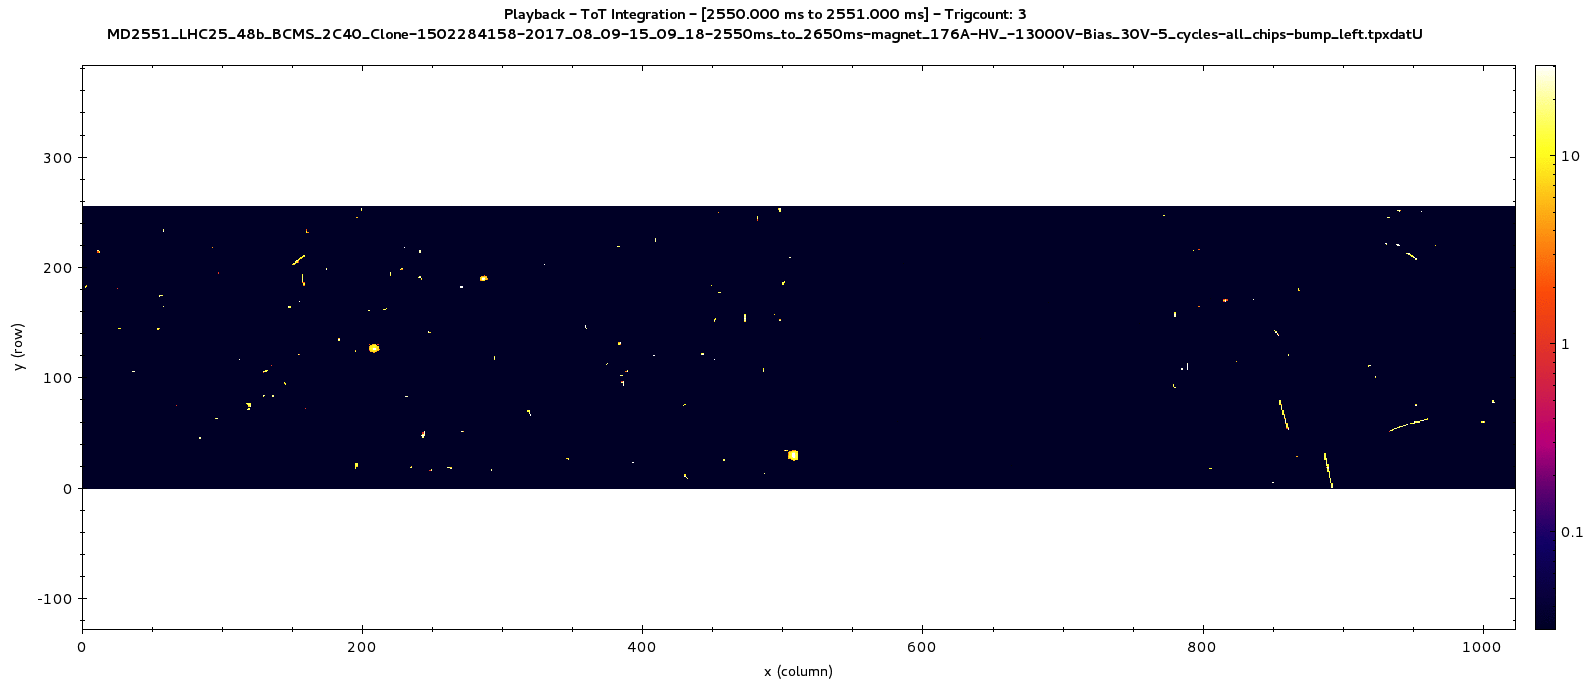 Playback - ToT Integration - [2550.000 ms to 2551.000 ms] - Trigcount: 3
MD2551_LHC25_48b_BCMS_2C40_Clone-1502284158-2017_08_09-15_09_18-2550ms_to_2650ms-magnet_176A-HV_-13000V-Bias_30V-5_cycles-all_chips-bump_left.tpxdatU
300
200
100
0
-100
y (row)
0 200 400 600 800 1000
x (column)
10
1
0.1